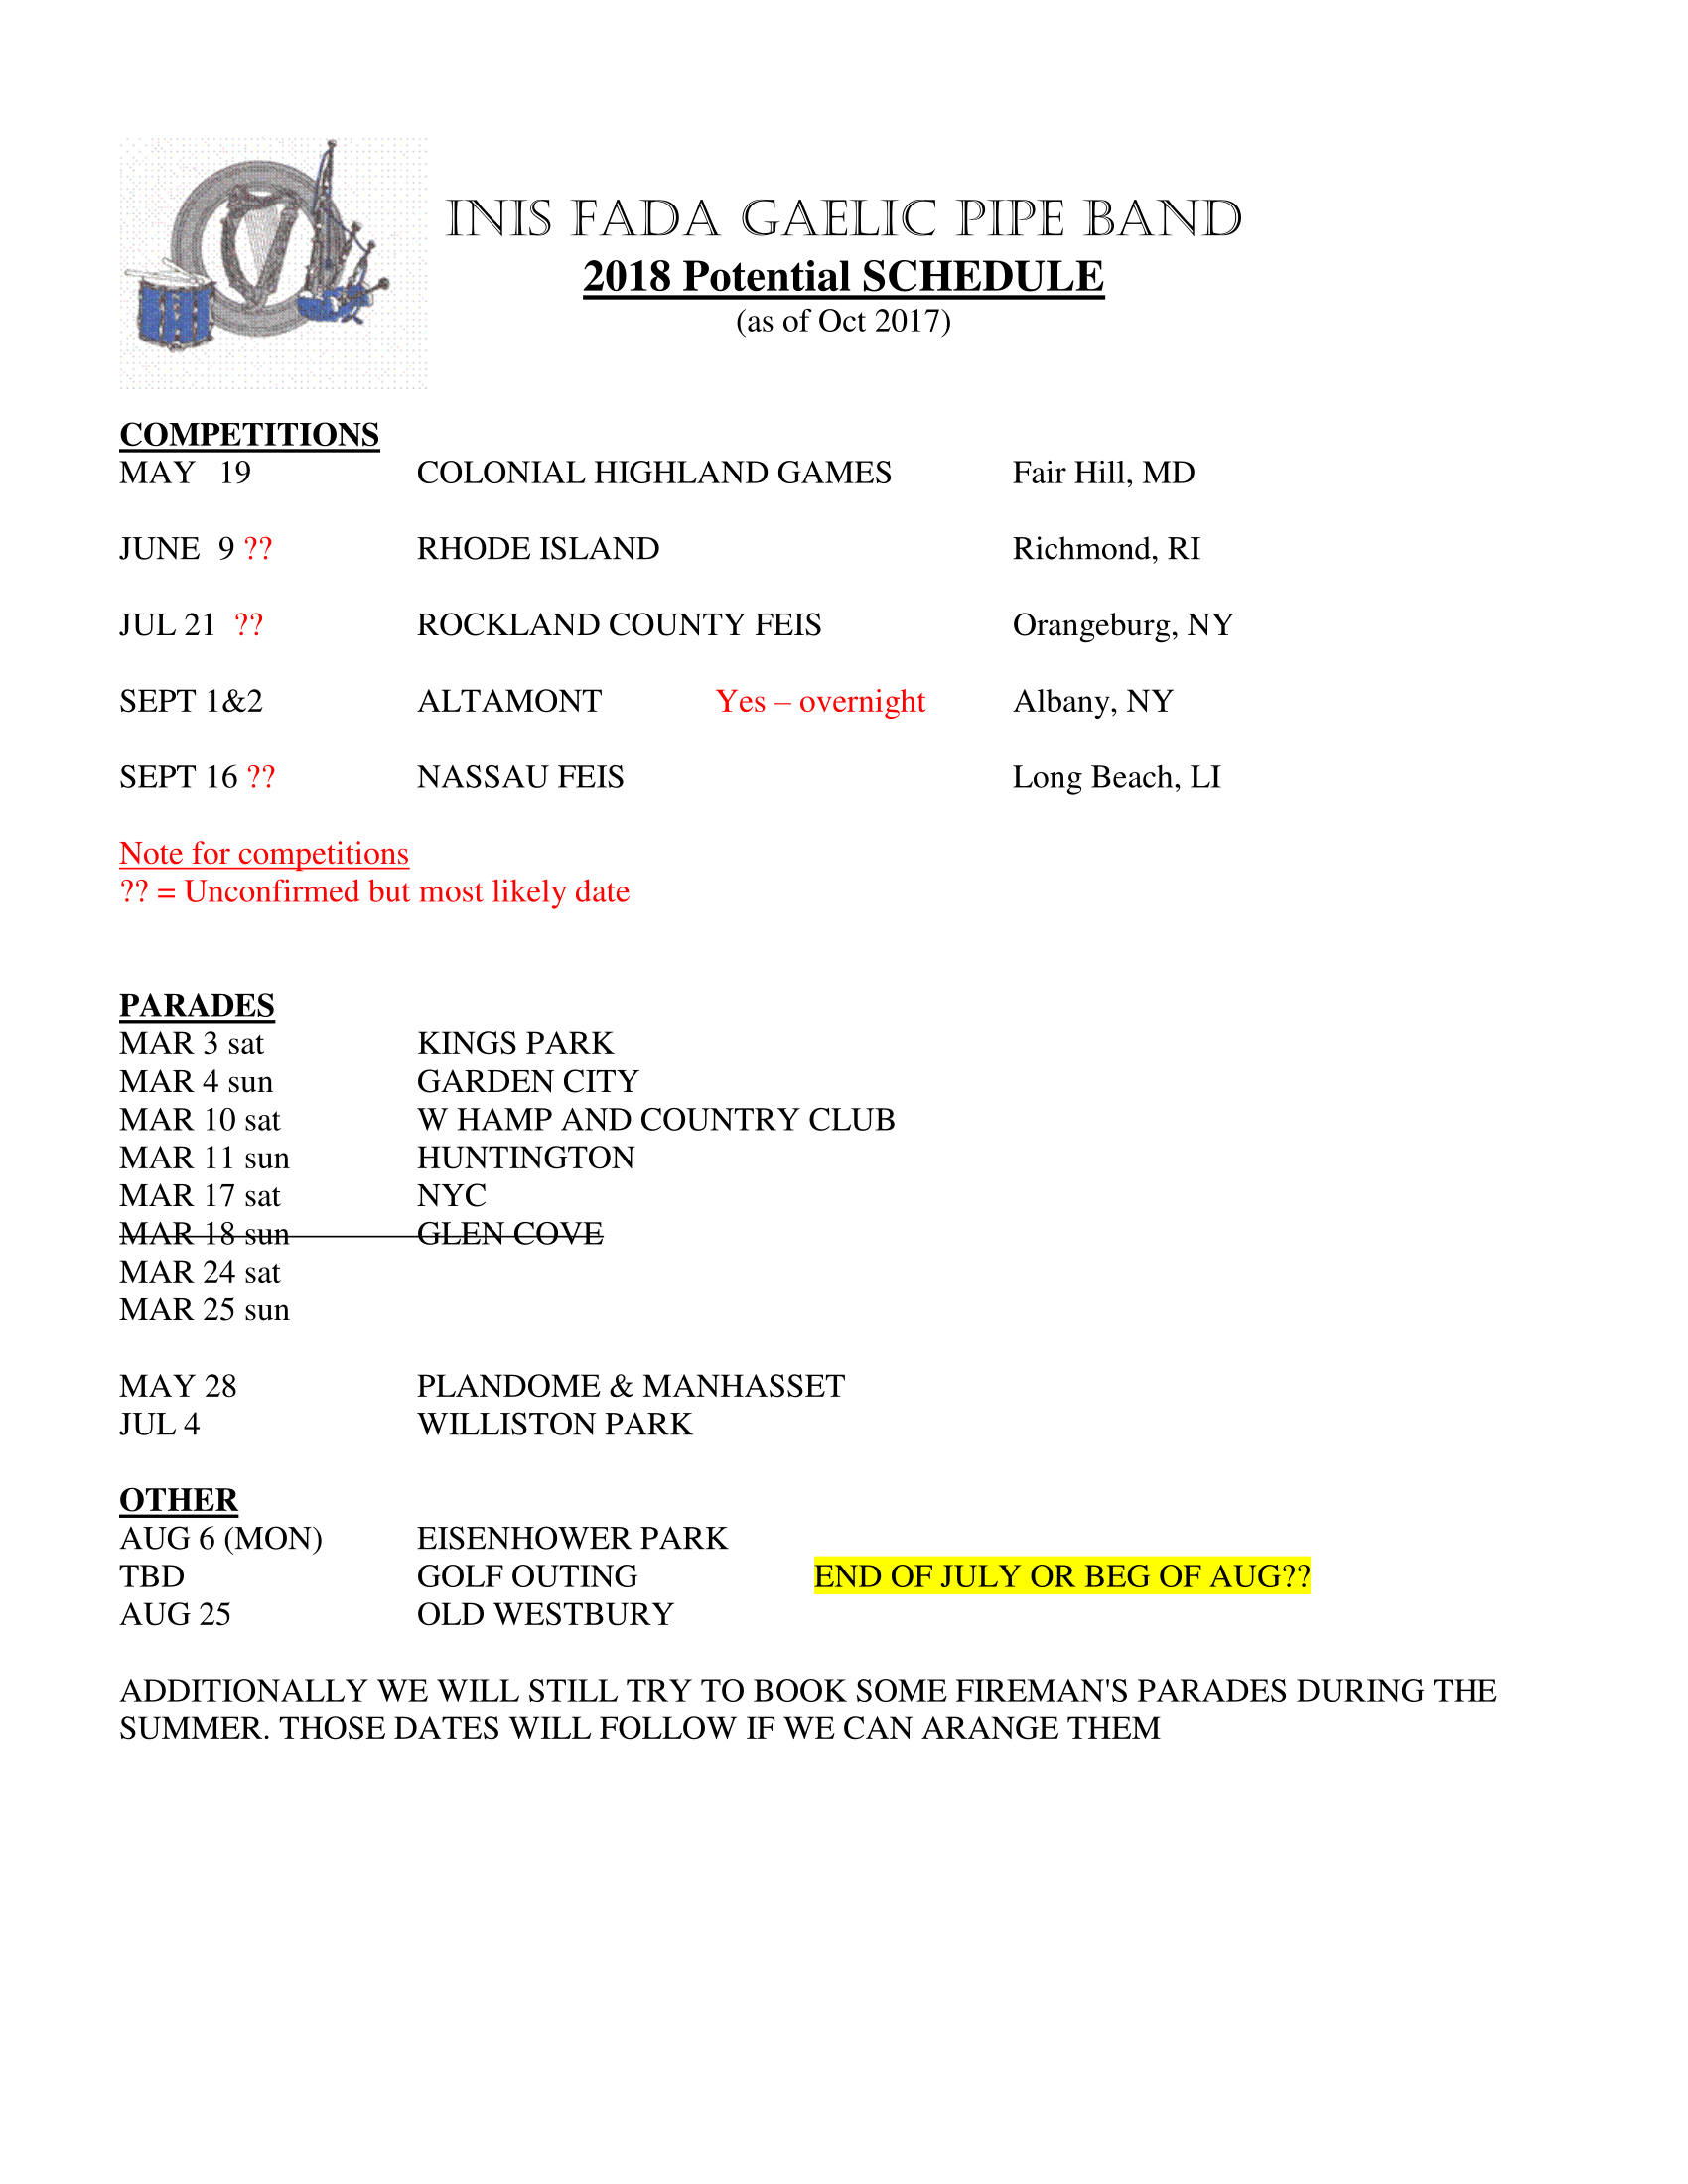 INIS FADA GAELIC PIPE BAND
2018 Potential SCHEDULE
(as of Oct 2017)
COMPETITIONS
MAY 19 COLONIAL HIGHLAND GAMES Fair Hill, MD
JUNE 9 ?? RHODE ISLAND Richmond, RI
JUL 21 ?? ROCKLAND COUNTY FEIS Orangeburg, NY
SEPT 1&2 ALTAMONT Yes – overnight Albany, NY
SEPT 16 ?? NASSAU FEIS Long Beach, LI
Note for competitions
?? = Unconfirmed but most likely date
PARADES
MAR 3 sat KINGS PARK
MAR 4 sun GARDEN CITY
MAR 10 sat W HAMP AND COUNTRY CLUB
MAR 11 sun HUNTINGTON
MAR 17 sat NYC
MAR 18 sun GLEN COVE
MAR 24 sat
MAR 25 sun
MAY 28 PLANDOME & MANHASSET
JUL 4 WILLISTON PARK
OTHER
AUG 6 (MON) EISENHOWER PARK
TBD GOLF OUTING END OF JULY OR BEG OF AUG??
AUG 25 OLD WESTBURY
ADDITIONALLY WE WILL STILL TRY TO BOOK SOME FIREMAN'S PARADES DURING THE
SUMMER. THOSE DATES WILL FOLLOW IF WE CAN ARANGE THEM